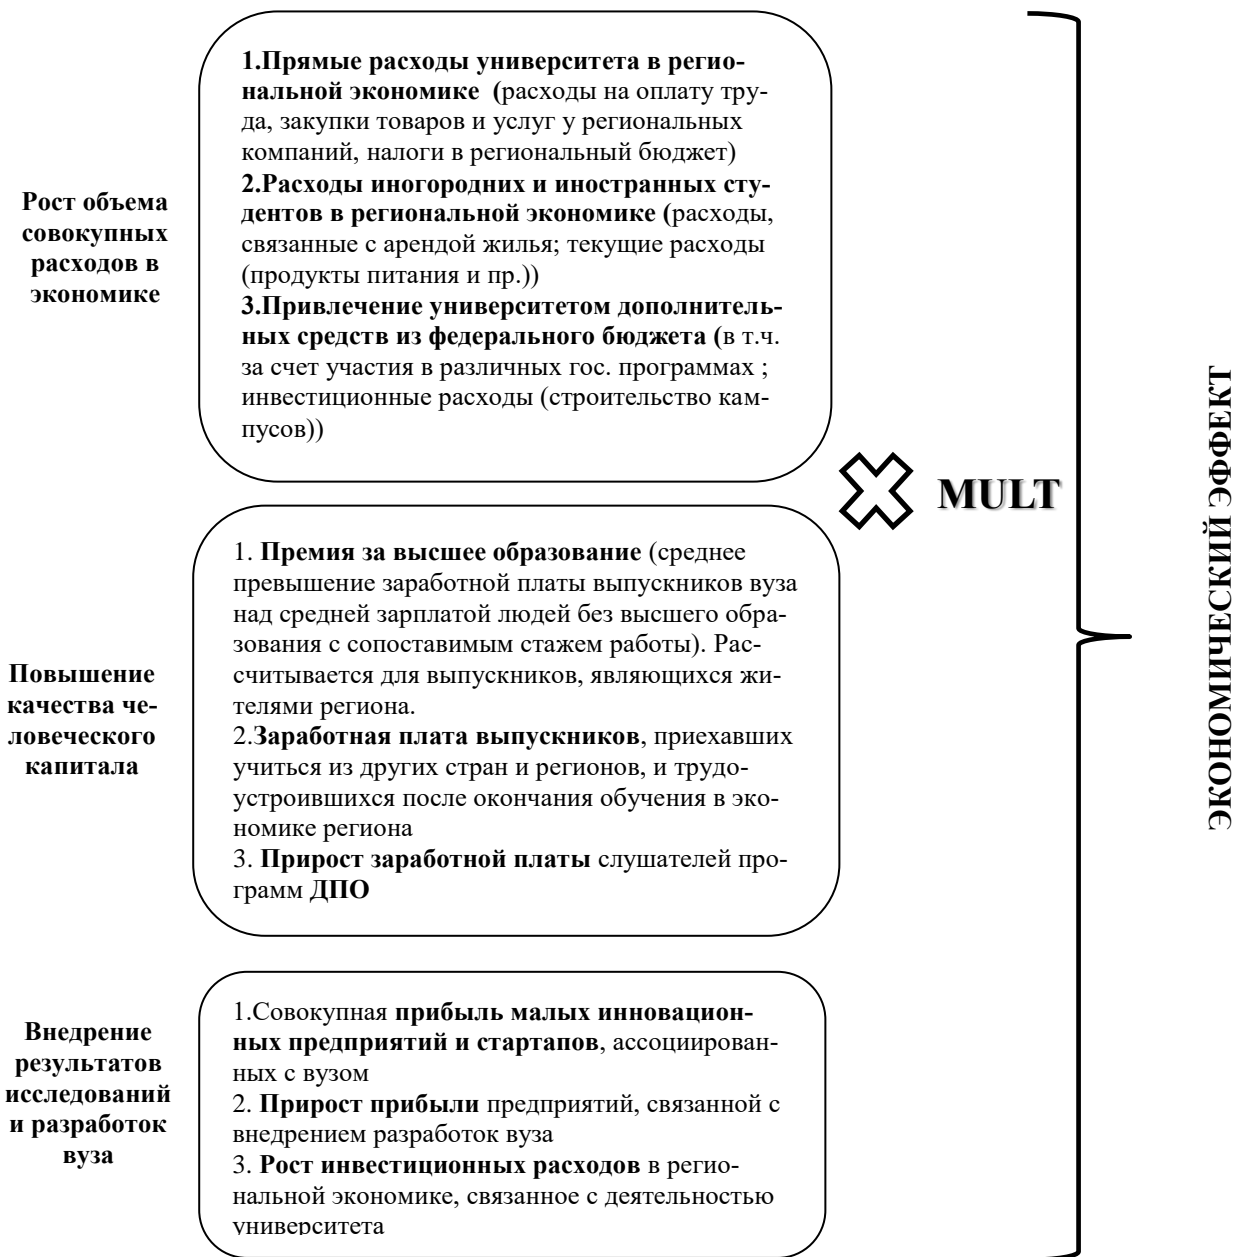 Рост объема
совокупных
расходов в
экономике
1.Прямые расходы университета в регио-
нальной экономике (расходы на оплату тру-
да, закупки товаров и услуг у региональных
компаний, налоги в региональный бюджет)
2.Расходы иногородних и иностранных сту-
дентов в региональной экономике (расходы,
связанные с арендой жилья; текущие расходы
(продукты питания и пр.))
3.Привлечение университетом дополнитель-
ных средств из федерального бюджета (в т.ч.
за счет участия в различных гос. программах ;
инвестиционные расходы (строительство кам-
пусов))
MULT
Повышение
качества че-
ловеческого
капитала
1. Премия за высшее образование (среднее
превышение заработной платы выпускников вуза
над средней зарплатой людей без высшего обра-
зования с сопоставимым стажем работы). Рас-
считывается для выпускников, являющихся жи-
телями региона.
2.Заработная плата выпускников, приехавших
учиться из других стран и регионов, и трудо-
устроившихся после окончания обучения в эко-
номике региона
3. Прирост заработной платы слушателей про-
грамм ДПО
Внедрение
результатов
исследований
и разработок
вуза
1.Совокупная прибыль малых инновацион-
ных предприятий и стартапов, ассоциирован-
ных с вузом
2. Прирост прибыли предприятий, связанной с
внедрением разработок вуза
3. Рост инвестиционных расходов в регио-
нальной экономике, связанное с деятельностью
университета
ЭКОНОМИЧЕСКИЙ ЭФФЕКТ